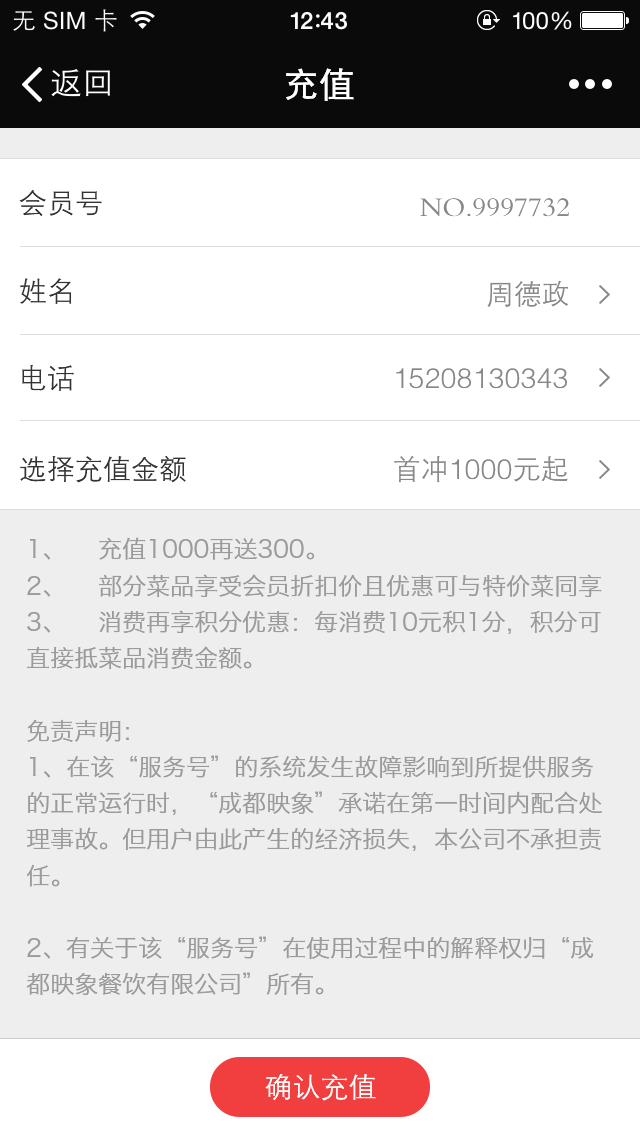 无 SIM 卡 12:43 100%
返回 充值
会员号 NO.9997732
姓名 周德政
电话 15208130343
选择充值金额 首冲1000元起
1、 充值1000再送300。
2、 部分菜品享受会员折扣价且优惠可与特价菜同享
3、 消费再享积分优惠：每消费10元积1分，积分可
直接抵菜品消费金额。
免责声明：
1、在该“服务号”的系统发生故障影响到所提供服务
的正常运行时，“成都映象”承诺在第一时间内配合处
理事故。但用户由此产生的经济损失，本公司不承担责
任。
2、有关于该“服务号”在使用过程中的解释权归“成
都映象餐饮有限公司”所有。
确认充值